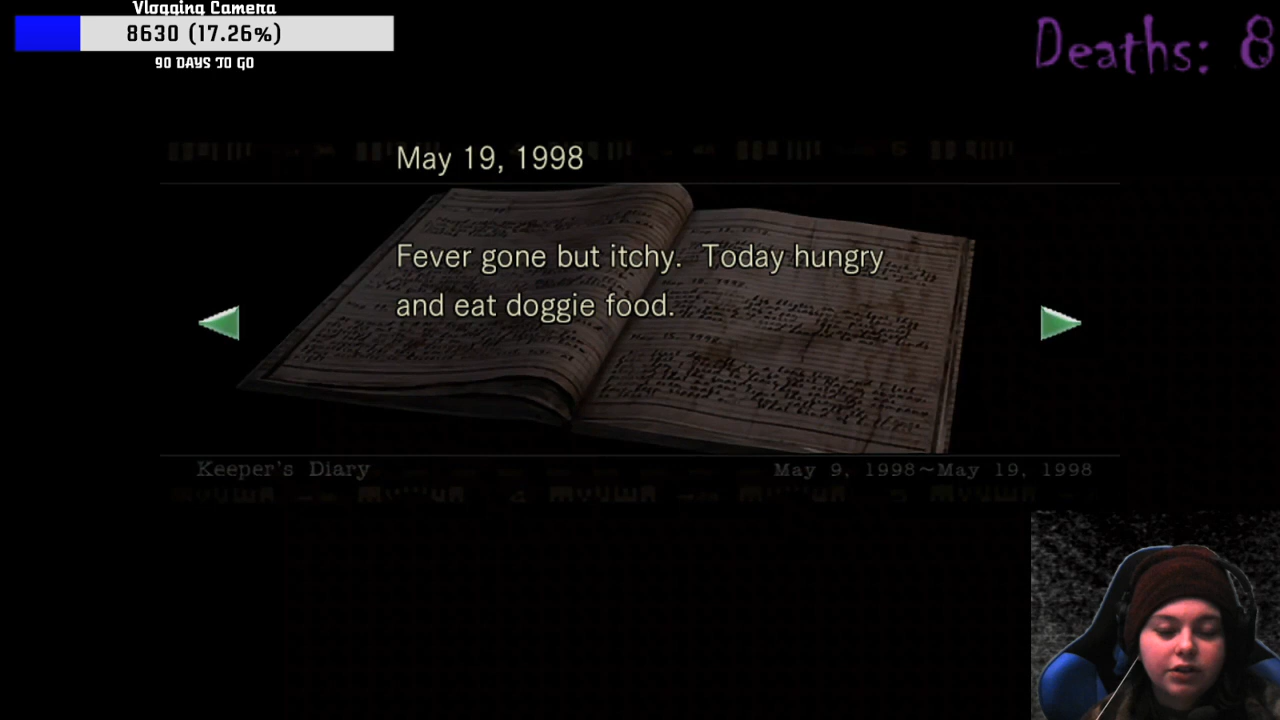 Vlogging Camera
8630 (17.26%)
90 DAYS TO GO
Deaths: 8
May 19, 1998
Fever gone but itchy. Today hungry
and eat doggie food.
Keeper's Diary
May 9, 1998~May 19, 1998